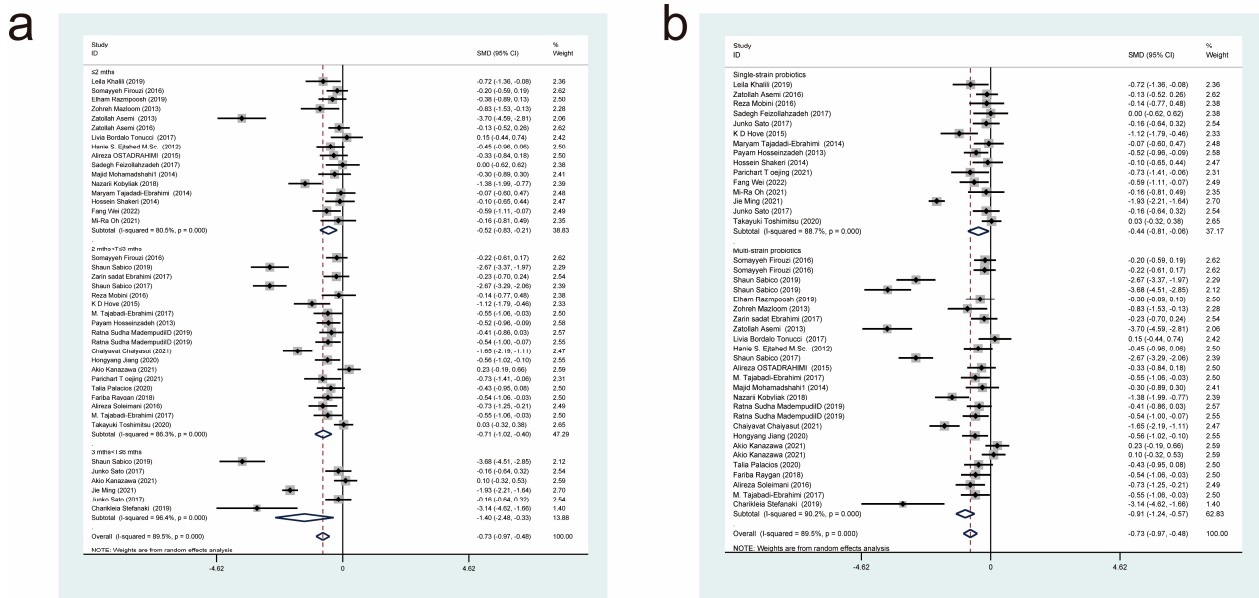 a
Study
%
ID
SMD (95% CI)
Weight
≤2 mths
Leila Khalili (2019) -0.72 (-1.36, -0.08) 2.36
Somayyeh Firouzi (2016) -0.20 (-0.59, 0.19) 2.62
Elham Razmpoosh (2019) -0.38 (-0.89, 0.13) 2.50
Zohreh Mazloom (2013) -0.83 (-1.53, -0.13) 2.28
Zatollah Asemi (2013) -3.70 (-4.59, -2.81) 2.06
Zatollah Asemi (2016) -0.13 (-0.52, 0.26) 2.62
Livia Bordalo Tonucci (2017) 0.15 (-0.44, 0.74) 2.42
Hanie S. Ejtahed M.Sc. (2012) -0.45 (-0.96, 0.06) 2.50
Alireza OSTADRAHIMI (2015) -0.33 (-0.84, 0.18) 2.50
Sadegh Feizollahzadeh (2017) 0.00 (-0.62, 0.62) 2.38
Majid Mohamadshahi1 (2014) -0.30 (-0.89, 0.30) 2.41
Nazarii Kobyliak (2018) -1.38 (-1.99, -0.77) 2.39
Maryam Tajadadi-Ebrahimi (2014) -0.07 (-0.60, 0.47) 2.48
Hossein Shakeri (2014) -0.10 (-0.65, 0.44) 2.47
Fang Wei (2022) -0.59 (-1.11, -0.07) 2.49
Mi-Ra Oh (2021) -0.16 (-0.81, 0.49) 2.35
Subtotal (I-squared = 80.5%, p = 0.000) -0.52 (-0.83, -0.21) 38.83
.
2 mths<T≤3 mths
Somayyeh Firouzi (2016) -0.22 (-0.61, 0.17) 2.62
Shaun Sabico (2019) -2.67 (-3.37, -1.97) 2.29
Zarin sadat Ebrahimi (2017) -0.23 (-0.70, 0.24) 2.54
Shaun Sabico (2017) -2.67 (-3.29, -2.06) 2.39
Reza Mobini (2016) -0.14 (-0.77, 0.48) 2.38
K D Hove (2015) -1.12 (-1.79, -0.46) 2.33
M. Tajabadi-Ebrahimi (2017) -0.55 (-1.06, -0.03) 2.50
Payam Hosseinzadeh (2013) -0.52 (-0.96, -0.09) 2.58
Ratna Sudha MadempudiID (2019) -0.41 (-0.86, 0.03) 2.57
Ratna Sudha MadempudiID (2019) -0.54 (-1.00, -0.07) 2.55
Chaiyavat Chaiyasut (2021) -1.65 (-2.19, -1.11) 2.47
Hongyang Jiang (2020) -0.56 (-1.02, -0.10) 2.55
Akio Kanazawa (2021) 0.23 (-0.19, 0.66) 2.59
Parichart T oejing (2021) -0.73 (-1.41, -0.06) 2.31
Talia Palacios (2020) -0.43 (-0.95, 0.08) 2.50
Fariba Raygan (2018) -0.54 (-1.06, -0.03) 2.50
Alireza Soleimani (2016) -0.73 (-1.25, -0.21) 2.49
M. Tajabadi-Ebrahimi (2017) -0.55 (-1.06, -0.03) 2.50
Takayuki Toshimitsu (2020) 0.03 (-0.32, 0.38) 2.65
Subtotal (I-squared = 86.3%, p = 0.000) -0.71 (-1.02, -0.40) 47.29
.
3 mths<T≤6 mths
Shaun Sabico (2019) -3.68 (-4.51, -2.85) 2.12
Junko Sato (2017) -0.16 (-0.64, 0.32) 2.54
Akio Kanazawa (2021) 0.10 (-0.32, 0.53) 2.59
Jie Ming (2021) -1.93 (-2.21, -1.64) 2.70
Junko Sato (2017) -0.16 (-0.64, 0.32) 2.54
Charikleia Stefanaki (2019) -3.14 (-4.62, -1.66) 1.40
Subtotal (I-squared = 96.4%, p = 0.000) -1.40 (-2.48, -0.33) 13.88
.
Overall (I-squared = 89.5%, p = 0.000) -0.73 (-0.97, -0.48) 100.00
NOTE: Weights are from random effects analysis
-4.62 0 4.62
b
Study
%
ID
SMD (95% CI)
Weight
Single-strain probiotics
Leila Khalili (2019) -0.72 (-1.36, -0.08) 2.36
Zatollah Asemi (2016) -0.13 (-0.52, 0.26) 2.62
Reza Mobini (2016) -0.14 (-0.77, 0.48) 2.38
Sadegh Feizollahzadeh (2017) 0.00 (-0.62, 0.62) 2.38
Junko Sato (2017) -0.16 (-0.64, 0.32) 2.54
K D Hove (2015) -1.12 (-1.79, -0.46) 2.33
Maryam Tajadadi-Ebrahimi (2014) -0.07 (-0.60, 0.47) 2.48
Payam Hosseinzadeh (2013) -0.52 (-0.96, -0.09) 2.58
Hossein Shakeri (2014) -0.10 (-0.65, 0.44) 2.47
Parichart T oejing (2021) -0.73 (-1.41, -0.06) 2.31
Fang Wei (2022) -0.59 (-1.11, -0.07) 2.49
Mi-Ra Oh (2021) -0.16 (-0.81, 0.49) 2.35
Jie Ming (2021) -1.93 (-2.21, -1.64) 2.70
Junko Sato (2017) -0.16 (-0.64, 0.32) 2.54
Takayuki Toshimitsu (2020) 0.03 (-0.32, 0.38) 2.65
Subtotal (I-squared = 88.7%, p = 0.000) -0.44 (-0.81, -0.06) 37.17
.
Multi-strain probiotics
Somayyeh Firouzi (2016) -0.20 (-0.59, 0.19) 2.62
Somayyeh Firouzi (2016) -0.22 (-0.61, 0.17) 2.62
Shaun Sabico (2019) -2.67 (-3.37, -1.97) 2.29
Shaun Sabico (2019) -3.68 (-4.51, -2.85) 2.12
Elham Razmpoosh (2019) -0.38 (-0.89, 0.13) 2.50
Zohreh Mazloom (2013) -0.83 (-1.53, -0.13) 2.28
Zarin sadat Ebrahimi (2017) -0.23 (-0.70, 0.24) 2.54
Zatollah Asemi (2013) -3.70 (-4.59, -2.81) 2.06
Livia Bordalo Tonucci (2017) 0.15 (-0.44, 0.74) 2.42
Hanie S. Ejtahed M.Sc. (2012) -0.45 (-0.96, 0.06) 2.50
Shaun Sabico (2017) -2.67 (-3.29, -2.06) 2.39
Alireza OSTADRAHIMI (2015) -0.33 (-0.84, 0.18) 2.50
M. Tajabadi-Ebrahimi (2017) -0.55 (-1.06, -0.03) 2.50
Majid Mohamadshahi1 (2014) -0.30 (-0.89, 0.30) 2.41
Nazarii Kobyliak (2018) -1.38 (-1.99, -0.77) 2.39
Ratna Sudha MadempudiID (2019) -0.41 (-0.86, 0.03) 2.57
Ratna Sudha MadempudiID (2019) -0.54 (-1.00, -0.07) 2.55
Chaiyavat Chaiyasut (2021) -1.65 (-2.19, -1.11) 2.47
Hongyang Jiang (2020) -0.56 (-1.02, -0.10) 2.55
Akio Kanazawa (2021) 0.23 (-0.19, 0.66) 2.59
Akio Kanazawa (2021) 0.10 (-0.32, 0.53) 2.59
Talia Palacios (2020) -0.43 (-0.95, 0.08) 2.50
Fariba Raygan (2018) -0.54 (-1.06, -0.03) 2.50
Alireza Soleimani (2016) -0.73 (-1.25, -0.21) 2.49
M. Tajabadi-Ebrahimi (2017) -0.55 (-1.06, -0.03) 2.50
Charikleia Stefanaki (2019) -3.14 (-4.62, -1.66) 1.40
Subtotal (I-squared = 90.2%, p = 0.000) -0.91 (-1.24, -0.57) 62.83
.
Overall (I-squared = 89.5%, p = 0.000) -0.73 (-0.97, -0.48) 100.00
NOTE: Weights are from random effects analysis
-4.62 0 4.62